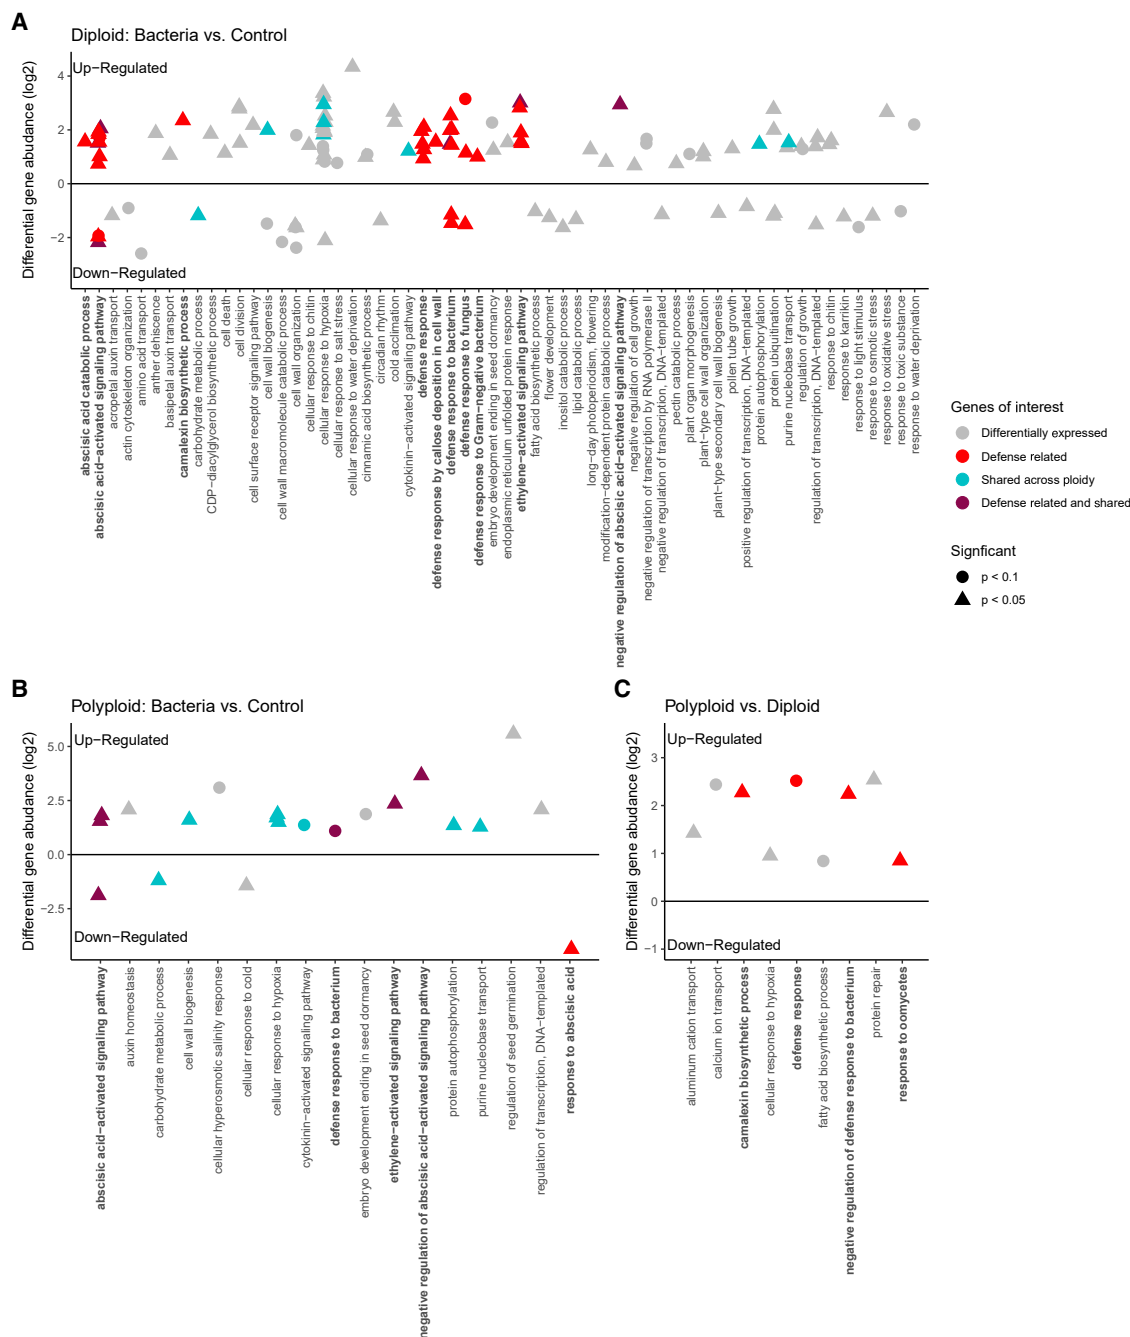 A
Diploid: Bacteria vs. Control
Differential gene abudance (log2)
Up−Regulated
4
2
0
−2
Down−Regulated
abscisic acid catabolic process
abscisic acid−activated signaling pathway
acropetal auxin transport
actin cytoskeleton organization
amino acid transport
anther dehiscence
basipetal auxin transport
camalexin biosynthetic process
carbohydrate metabolic process
CDP−diacylglycerol biosynthetic process
cell death
cell division
cell surface receptor signaling pathway
cell wall biogenesis
cell wall macromolecule catabolic process
cell wall organization
cellular response to chitin
cellular response to hypoxia
cellular response to salt stress
cellular response to water deprivation
cinnamic acid biosynthetic process
circadian rhythm
cold acclimation
cytokinin−activated signaling pathway
defense response
defense response by callose deposition in cell wall
defense response to bacterium
defense response to fungus
defense response to Gram−negative bacterium
embryo development ending in seed dormancy
endoplasmic reticulum unfolded protein response
ethylene−activated signaling pathway
fatty acid biosynthetic process
flower development
inositol catabolic process
lipid catabolic process
long−day photoperiodism, flowering
modification−dependent protein catabolic process
negative regulation of abscisic acid−activated signaling pathway
negative regulation of cell growth
negative regulation of transcription by RNA polymerase II
negative regulation of transcription, DNA−templated
pectin catabolic process
plant organ morphogenesis
plant−type cell wall organization
plant−type secondary cell wall biogenesis
pollen tube growth
positive regulation of transcription, DNA−templated
protein autophosphorylation
protein ubiquitination
purine nucleobase transport
regulation of growth
regulation of transcription, DNA−templated
response to chitin
response to karrikin
response to light stimulus
response to osmotic stress
response to oxidative stress
response to toxic substance
response to water deprivation
Genes of interest
Differentially expressed
Defense related
Shared across ploidy
Defense related and shared
Signficant
p < 0.1
p < 0.05
B
Polyploid: Bacteria vs. Control
Differential gene abudance (log2)
Up−Regulated
5.0
2.5
0.0
−2.5
Down−Regulated
abscisic acid−activated signaling pathway
auxin homeostasis
carbohydrate metabolic process
cell wall biogenesis
cellular hyperosmotic salinity response
cellular response to cold
cellular response to hypoxia
cytokinin−activated signaling pathway
defense response to bacterium
embryo development ending in seed dormancy
ethylene−activated signaling pathway
negative regulation of abscisic acid−activated signaling pathway
protein autophosphorylation
purine nucleobase transport
regulation of seed germination
regulation of transcription, DNA−templated
response to abscisic acid
C
Polyploid vs. Diploid
Differential gene abudance (log2)
Up−Regulated
3
2
1
0
−1
Down−Regulated
aluminum cation transport
calcium ion transport
camalexin biosynthetic process
cellular response to hypoxia
defense response
fatty acid biosynthetic process
negative regulation of defense response to bacterium
protein repair
response to oomycetes